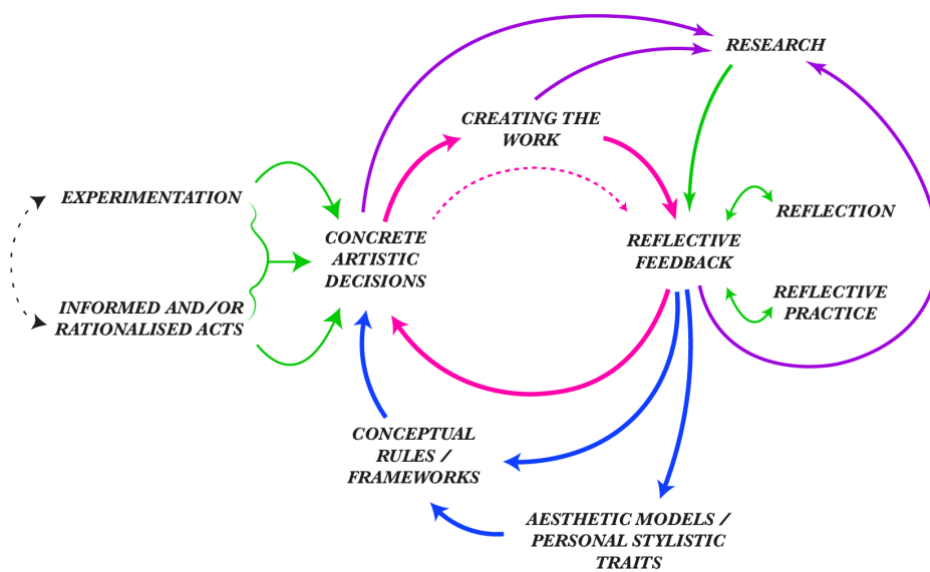 RESEARCH
CREATING THE
WORK
EXPERIMENTATION
CONCRETE
ARTISTIC
DECISIONS
REFLECTIVE
FEEDBACK
REFLECTION
INFORMED AND/OR
RATIONALISED ACTS
REFLECTIVE
PRACTICE
CONCEPTUAL
RULES /
FRAMEWORKS
AESTHETIC MODELS /
PERSONAL STYLISTIC
TRAITS